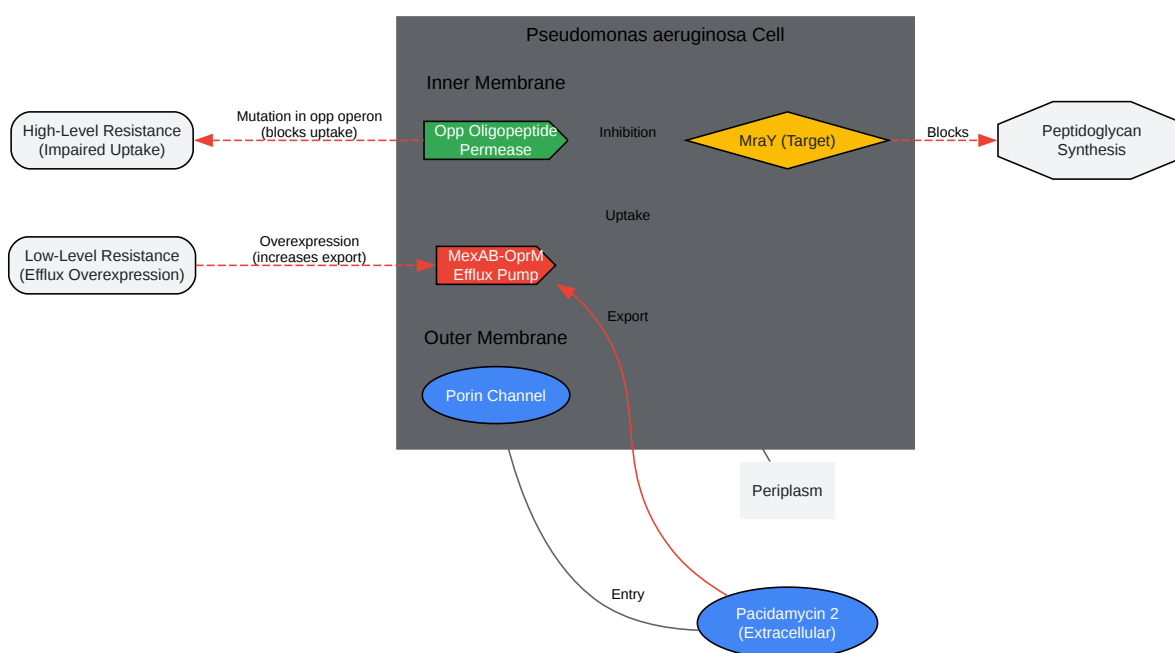 Pseudomonas aeruginosa Cell
Inner Membrane
High-Level Resistance
(Impaired Uptake)
Mutation in opp operon
(blocks uptake)
Opp Oligopeptide
Permease
Inhibition
MraY (Target)
Blocks
Peptidoglycan
Synthesis
Uptake
Low-Level Resistance
(Efflux Overexpression)
Overexpression
(increases export)
MexAB-OprM
Efflux Pump
Export
Outer Membrane
Porin Channel
Periplasm
Entry
Pacidamycin 2
(Extracellular)